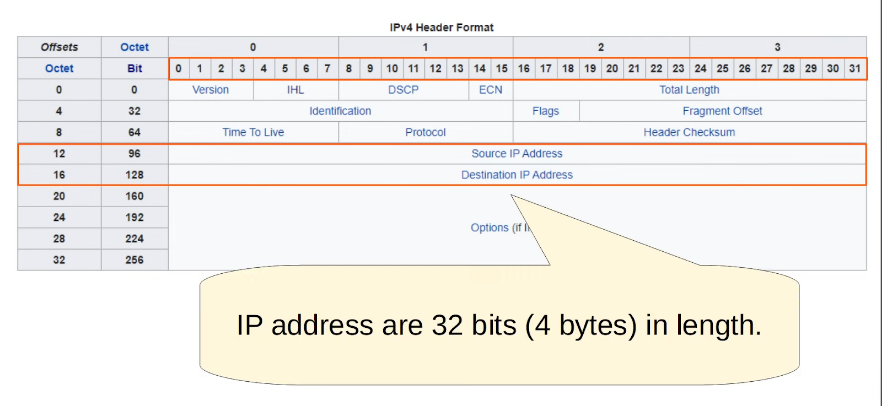 IPv4 Header Format
Offsets Octet 0 1 2 3
Octet Bit 0 1 2 3 4 5 6 7 8 9 10 11 12 13 14 15 16 17 18 19 20 21 22 23 24 25 26 27 28 29 30 31
0 0 Version IHL DSCP ECN Total Length
4 32 Identification Flags Fragment Offset
8 64 Time To Live Protocol Header Checksum
12 96 Source IP Address
16 128 Destination IP Address
20 160
24 192
Options (if
28 224
32 256
IP address are 32 bits (4 bytes) in length.